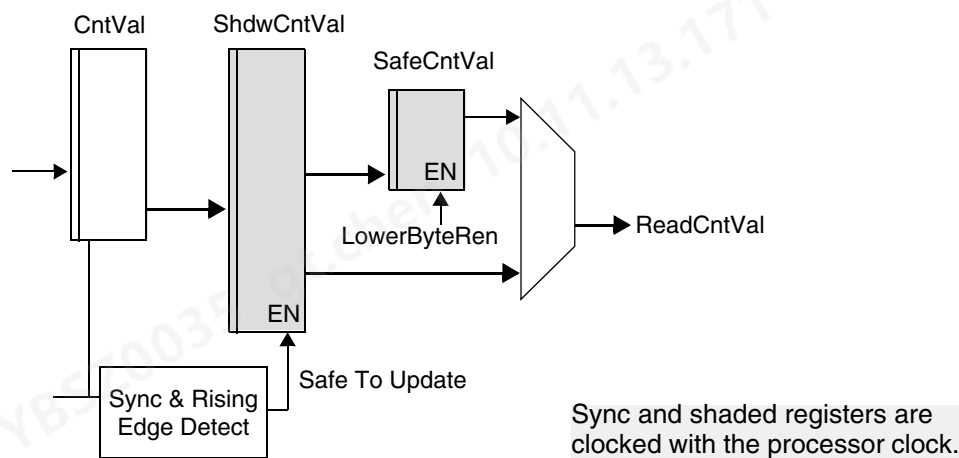 CntVal
ShdwCntVal
SafeCntVal
EN
LowerByteRen
ReadCntVal
EN
Safe To Update
Sync & Rising
Edge Detect
Sync and shaded registers are
clocked with the processor clock.